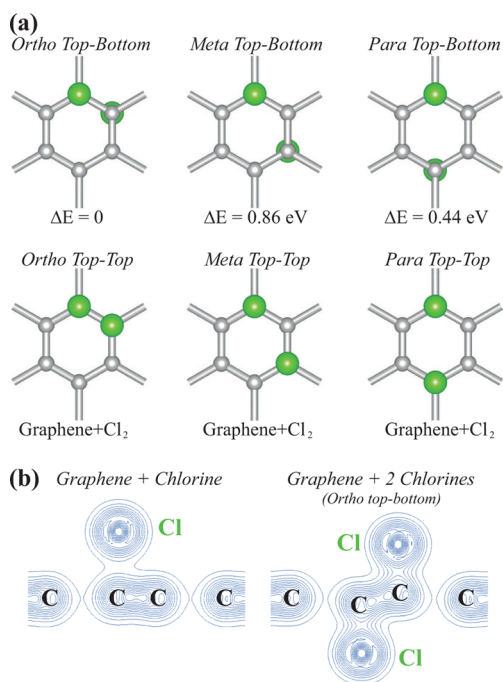 (a)
Ortho Top-Bottom Meta Top-Bottom Para Top-Bottom
ΔE = 0 ΔE = 0.86 eV ΔE = 0.44 eV
Ortho Top-Top Meta Top-Top Para Top-Top
Graphene+Cl₂ Graphene+Cl₂ Graphene+Cl₂
(b) Graphene + Chlorine Graphene + 2 Chlorines
(Ortho top-bottom)
Cl Cl
C C C C C C C C
Cl